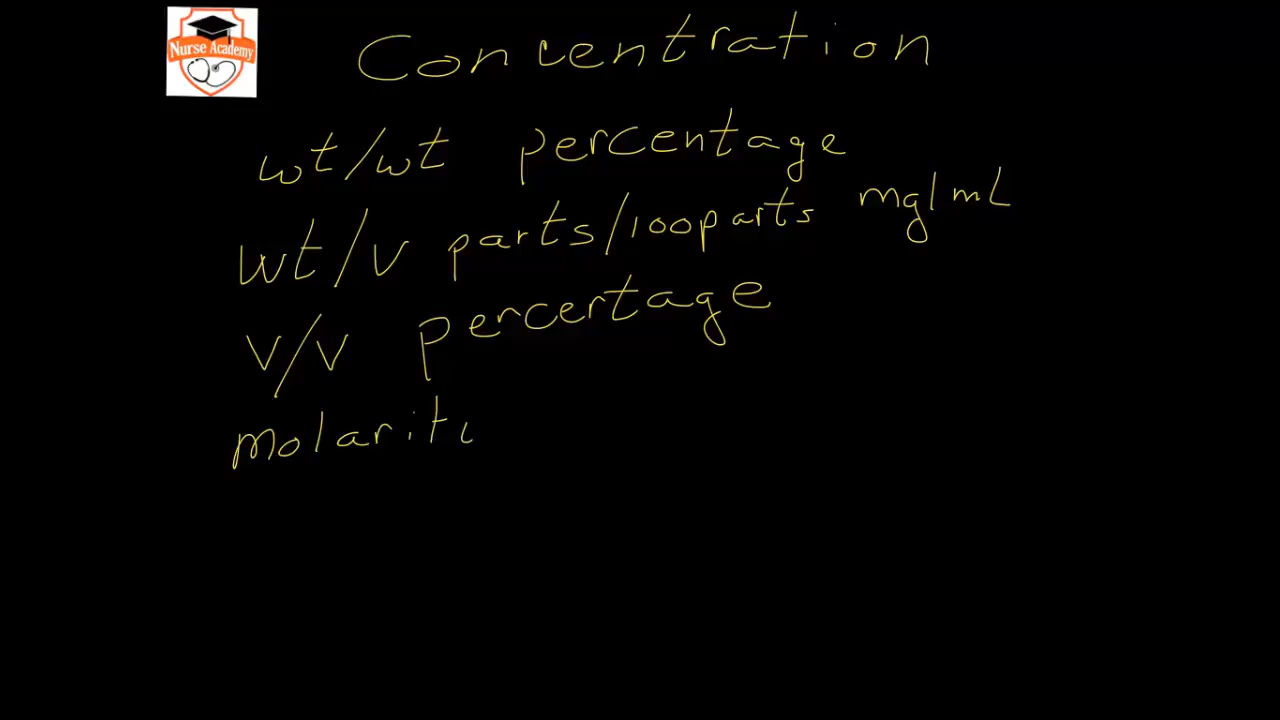 Nurse Academy
Concentration
wt/wt percentage
wt/v parts/100parts mg/mL
v/v percertage
molarit